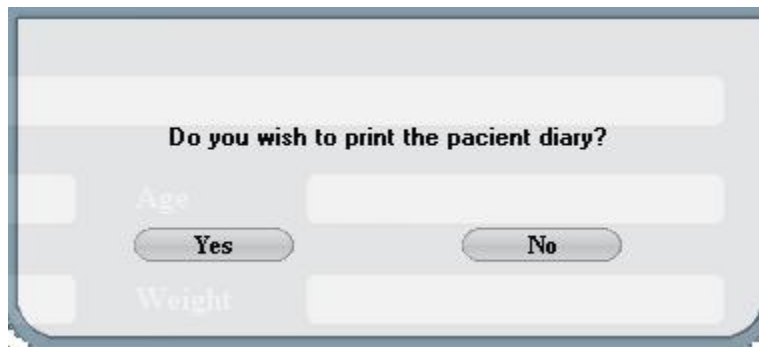 Do you wish to print the pacient diary?
Age
Yes
No
Weight